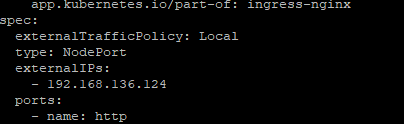 app.kubernetes.io/part-of: ingress-nginx
spec:
externalTrafficPolicy: Local
type: NodePort
externalIPs:
- 192.168.136.124
ports:
- name: http